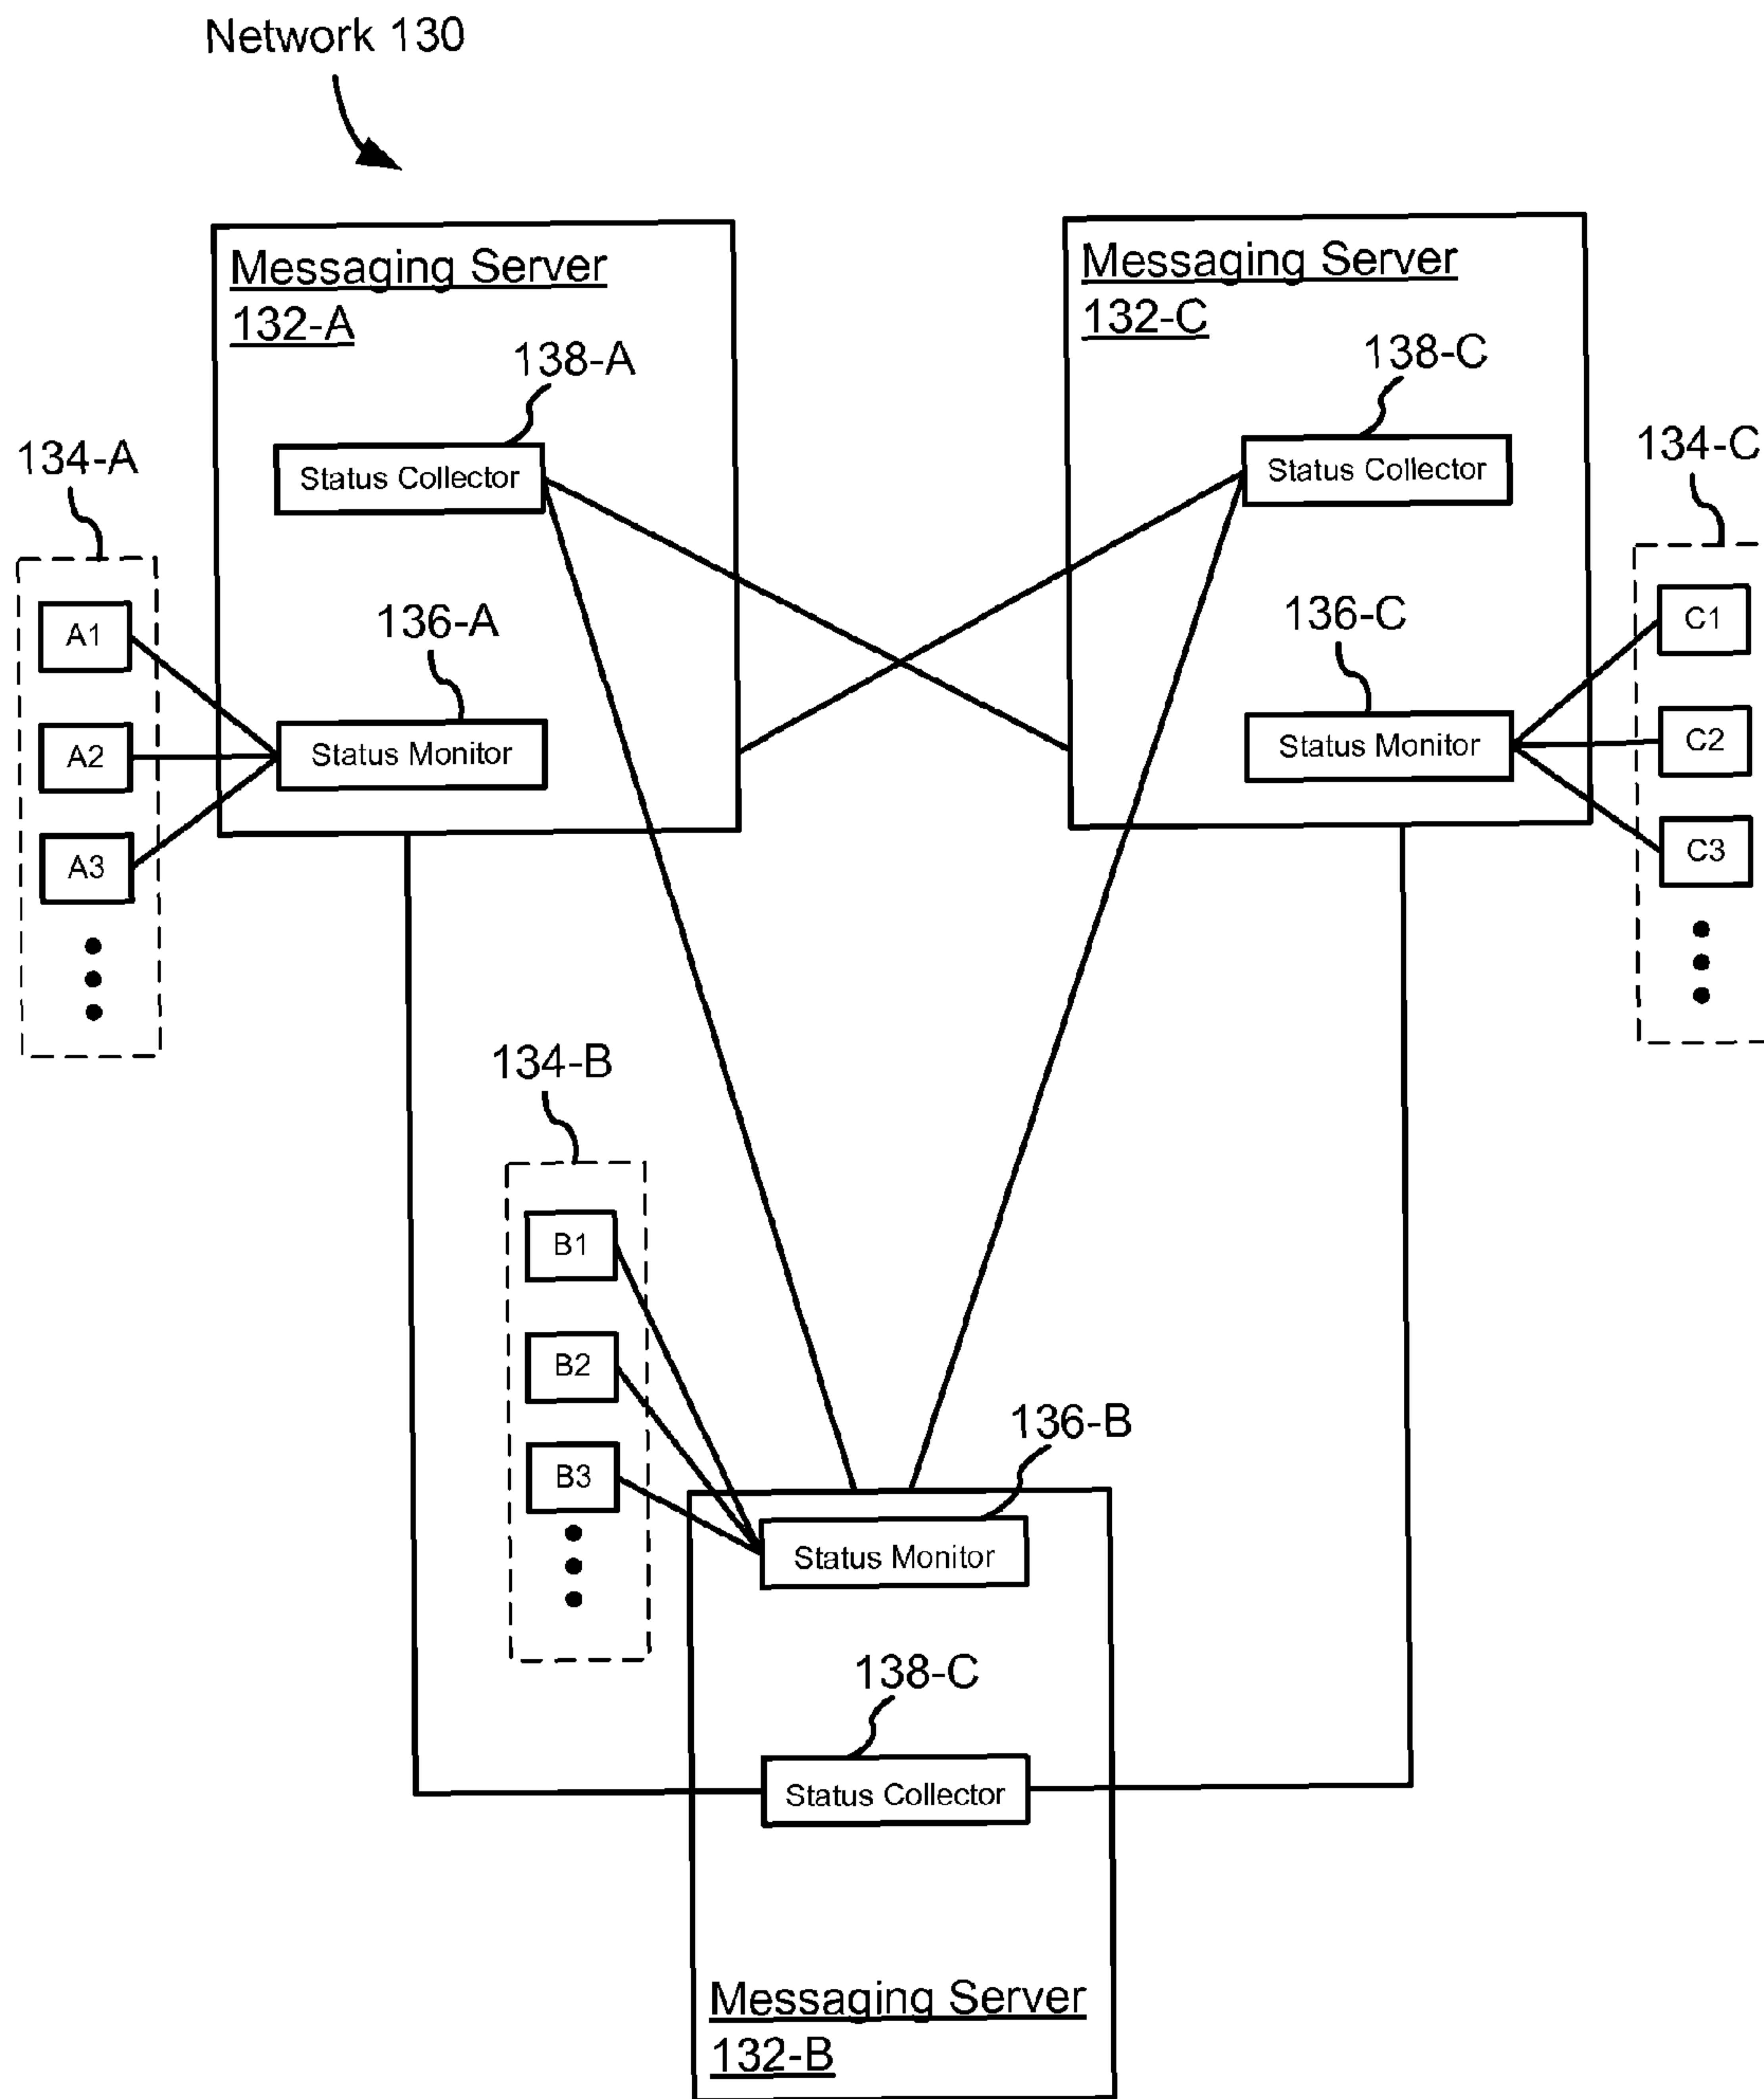 Network 130
Messaging Server
132-A
138-A
Status Collector
136-A
Status Monitor
134-A
A1
A2
A3
Messaging Server
132-C
138-C
Status Collector
136-C
Status Monitor
134-C
C1
C2
C3
134-B
B1
B2
B3
136-B
Status Monitor
138-C
Status Collector
Messaging Server
132-B